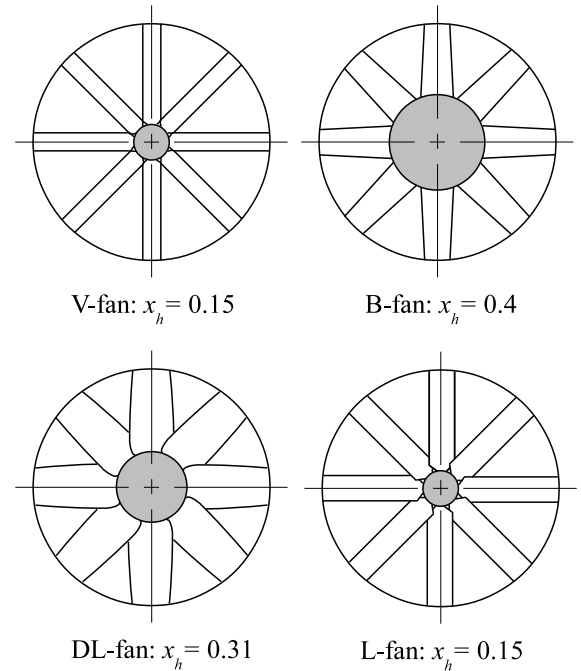 V-fan: x_h = 0.15
B-fan: x_h = 0.4
DL-fan: x_h = 0.31
L-fan: x_h = 0.15